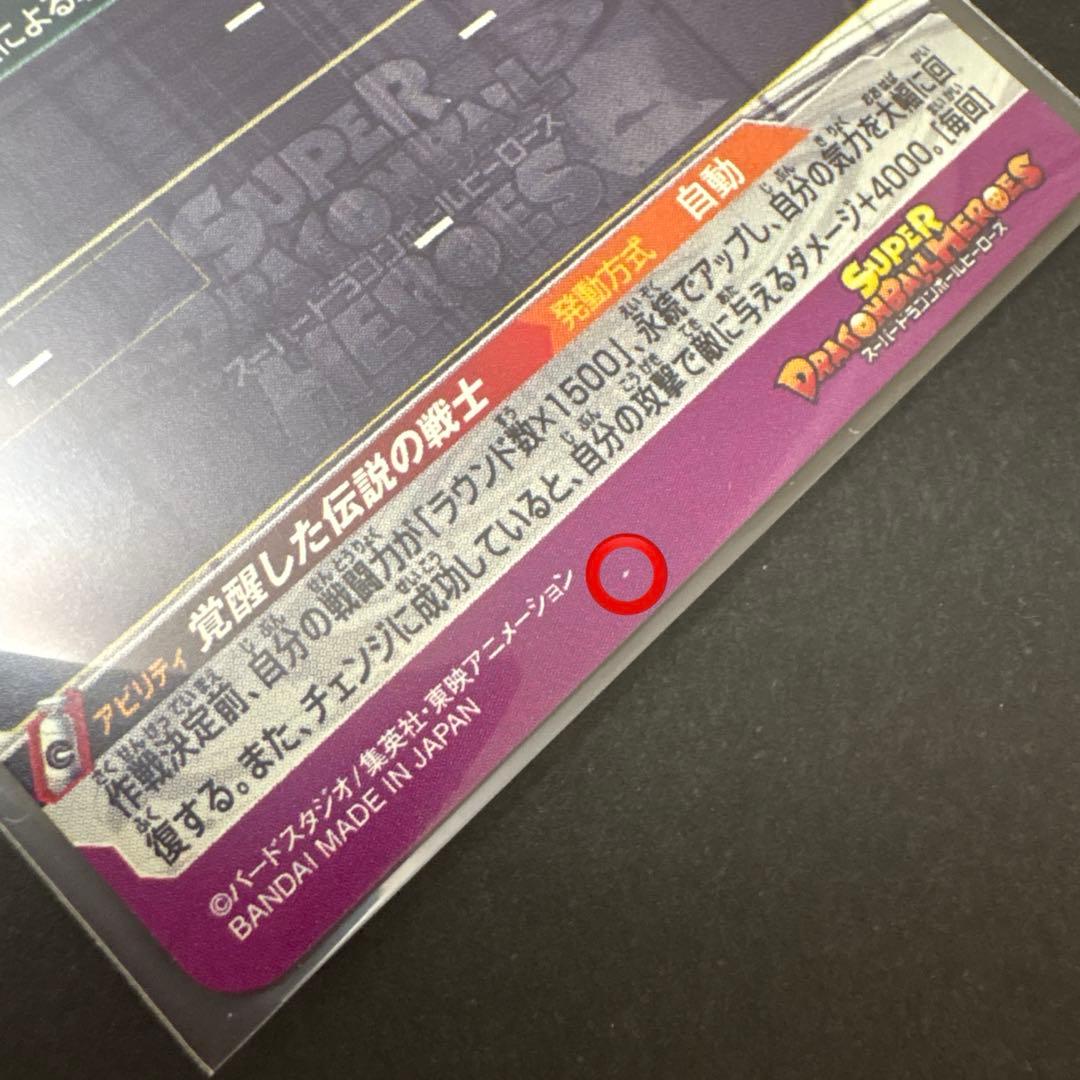 による
SUPER
DRAGONBALL
HEROES
スーパードラゴンボールヒーローズ
C アビリティ 覚醒した伝説の戦士 発動方式 自動
作戦決定前、自分の戦闘力が「ラウンド数×1500」、永続でアップし、自分の気力を大幅に回
復する。また、チェンジに成功していると、自分の攻撃で敵に与えるダメージ+4000。[毎回]
SUPER
DRAGONBALL HEROES
スーパードラゴンボールヒーローズ
©バードスタジオ/集英社・東映アニメーション
BANDAI MADE IN JAPAN